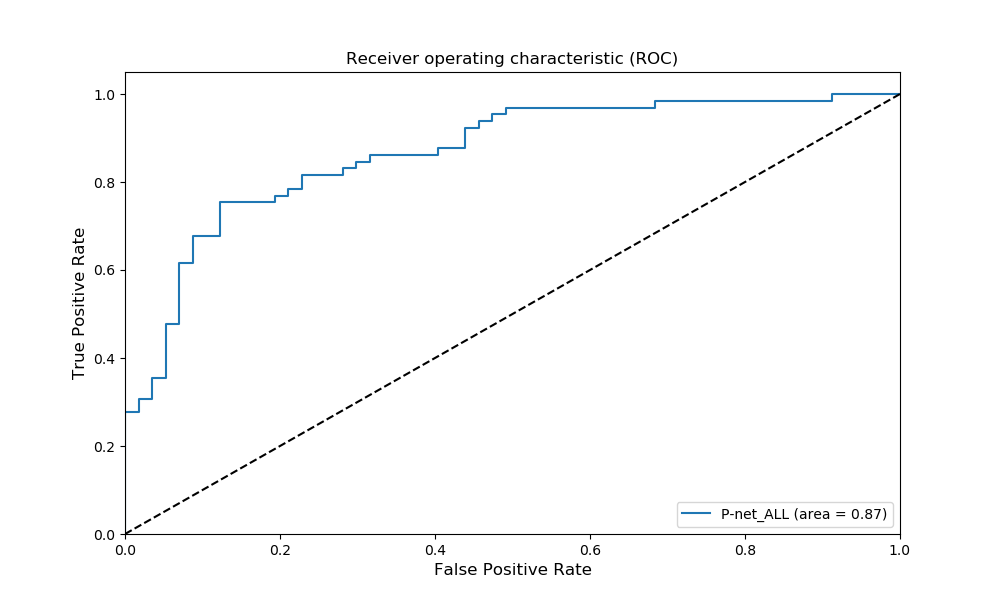 Receiver operating characteristic (ROC)
True Positive Rate
1.0
0.8
0.6
0.4
0.2
0.0
P-net_ALL (area = 0.87)
0.0 0.2 0.4 0.6 0.8 1.0
False Positive Rate